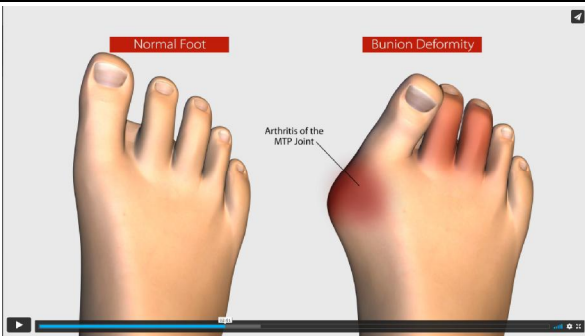 Normal Foot
Bunion Deformity
Arthritis of the
MTP Joint